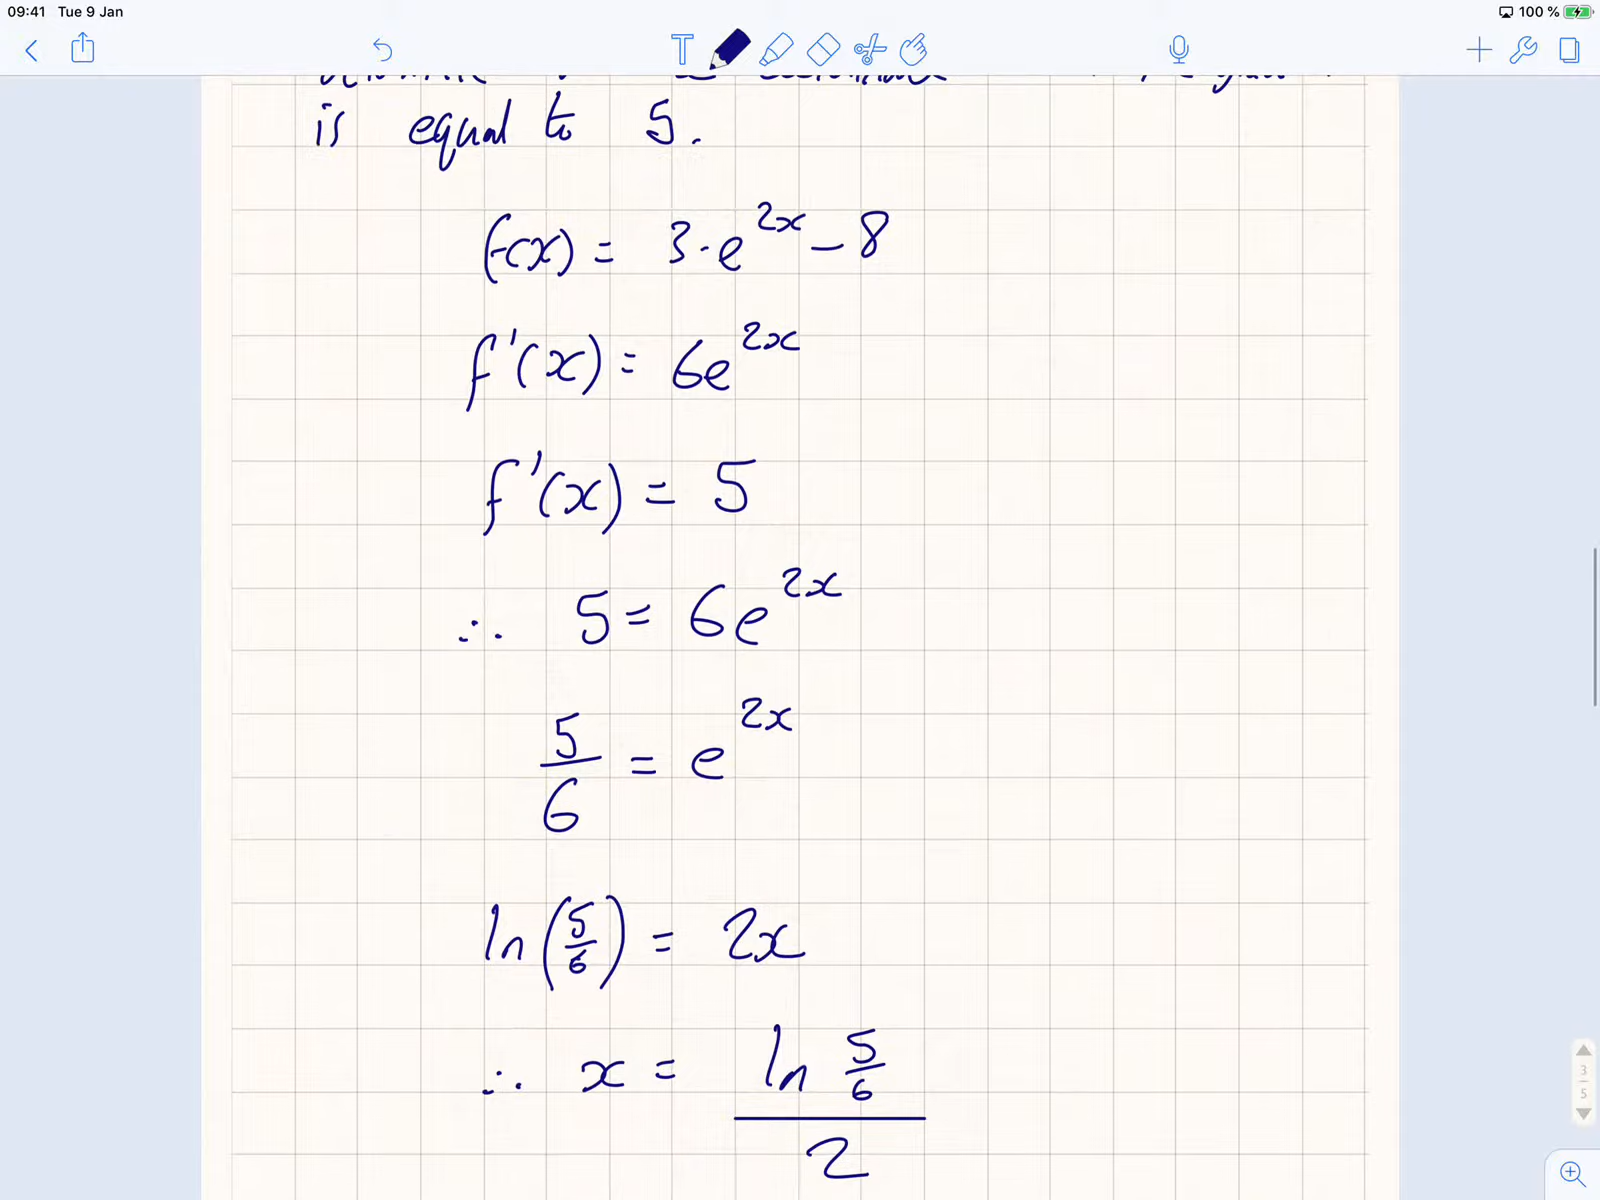 09:41 Tue 9 Jan 100 %
T
is equal to 5.
f(x) = 3·e^{2x} - 8
f'(x) = 6e^{2x}
f'(x) = 5
∴ 5 = 6e^{2x}
5/6 = e^{2x}
ln(5/6) = 2x
∴ x = (ln 5/6)/2
3
5